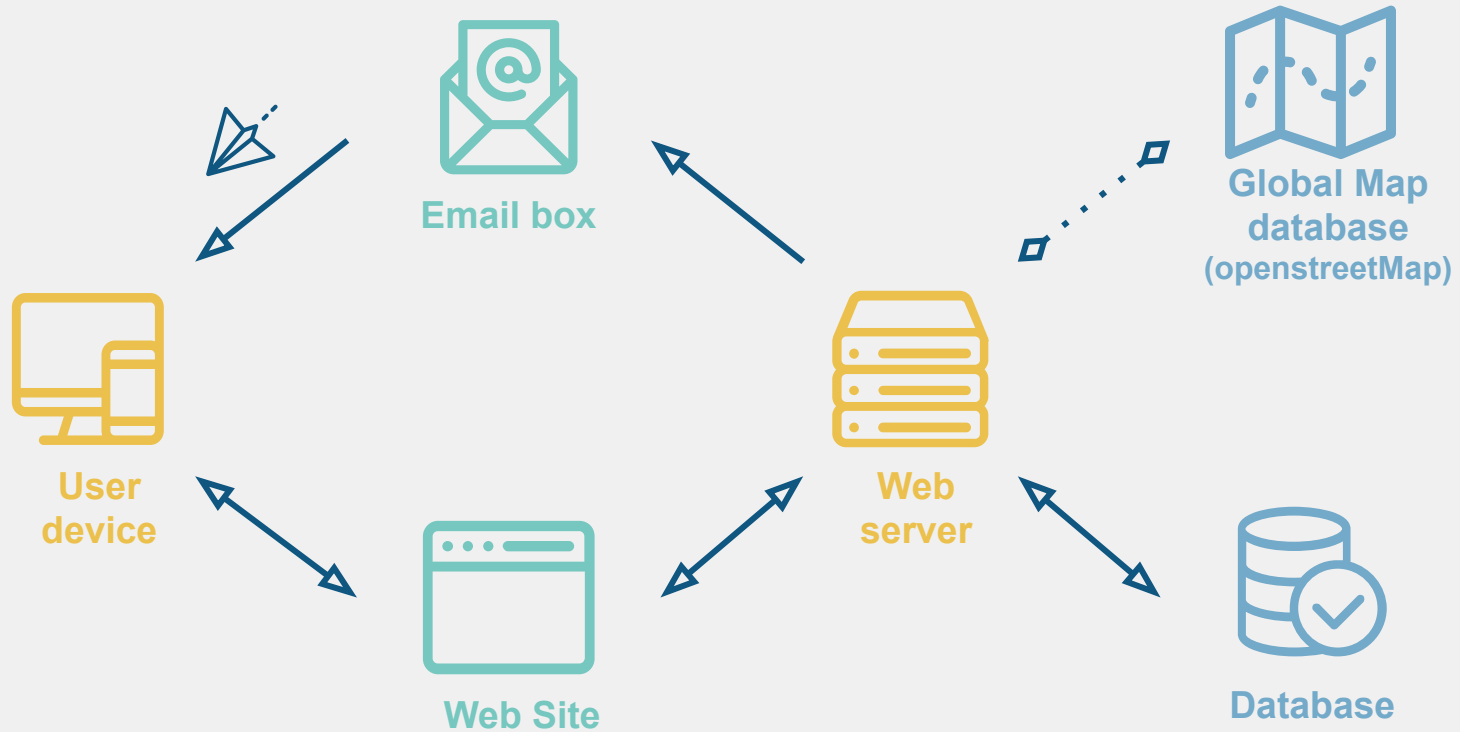 Email box
Global Map
database
(openstreetMap)
User
device
Web
server
Web Site
Database